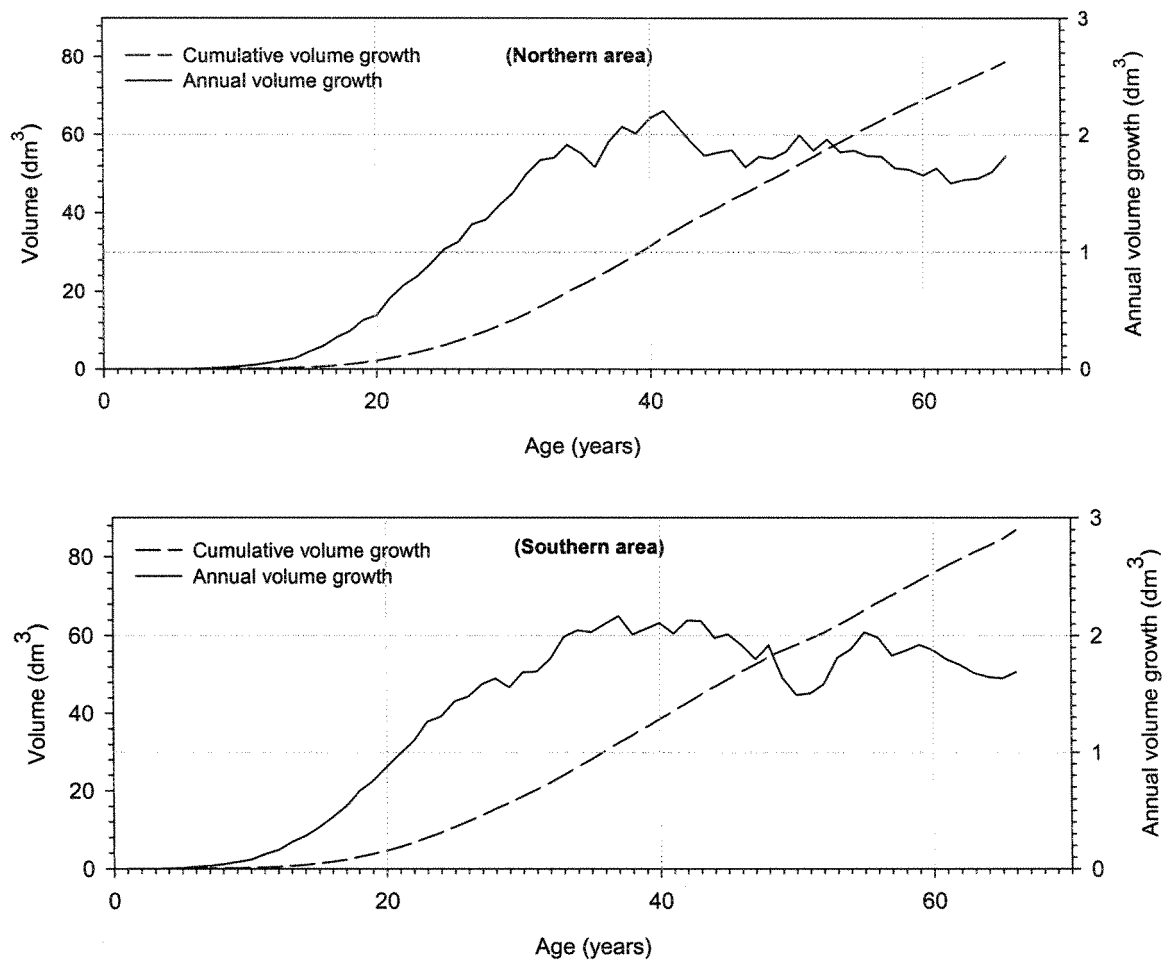 Cumulative volume growth
(Northern area)
Annual volume growth
80
60
40
20
0
Volume (dm³)
3
2
1
0
Annual volume growth (dm³)
0 20 40 60
Age (years)
Cumulative volume growth
(Southern area)
Annual volume growth
80
60
40
20
0
Volume (dm³)
3
2
1
0
Annual volume growth (dm³)
0 20 40 60
Age (years)